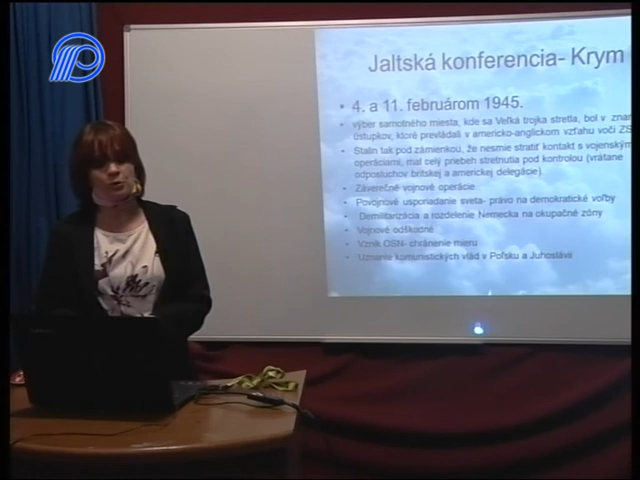 Jaltská konferencia- Krym
• 4. a 11. februárom 1945.
• výber samotného miesta, kde sa Veľká trojka stretla, bol v
ústupkov, ktoré prevládali v americko-anglickom vzťahu voči
• Stalin tak pod zámienkou, že nesmie stratiť kontakt s vojenským
operáciami, mal celý priebeh stretnutia pod kontrolou (vrátane
odposluchov britskej a americkej delegácie).
• Záverečné vojnové operácie
• Povojnové usporiadanie sveta- právo na demokratické voľby
• Demilitarizácia a rozdelenie Nemecka na okupačné zóny
• Vojnové odškodné
• Vznik OSN- chránenie mieru
• Uznanie komunistických vlád v Poľsku a Juhoslávii